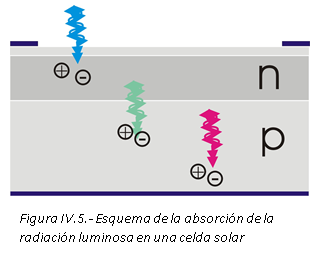 n
p
Figura IV.5.- Esquema de la absorción de la
radiación luminosa en una celda solar